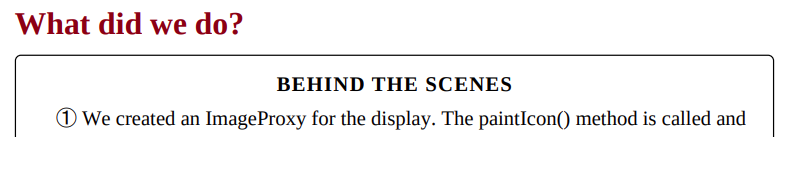 What did we do?
BEHIND THE SCENES
① We created an ImageProxy for the display. The paintIcon() method is called and